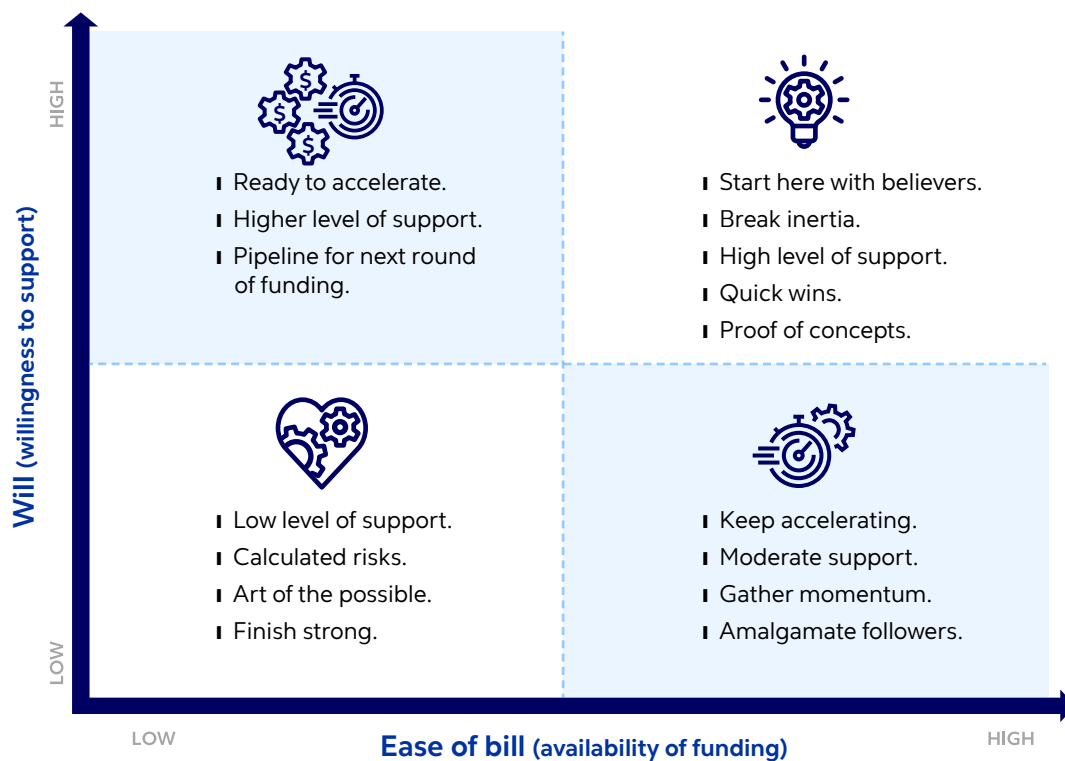 HIGH
$
$
$
Ready to accelerate.
Higher level of support.
Pipeline for next round
of funding.
Start here with believers.
Break inertia.
High level of support.
Quick wins.
Proof of concepts.
Will (willingness to support)
Low level of support.
Calculated risks.
Art of the possible.
Finish strong.
Keep accelerating.
Moderate support.
Gather momentum.
Amalgamate followers.
LOW
LOW
Ease of bill (availability of funding)
HIGH